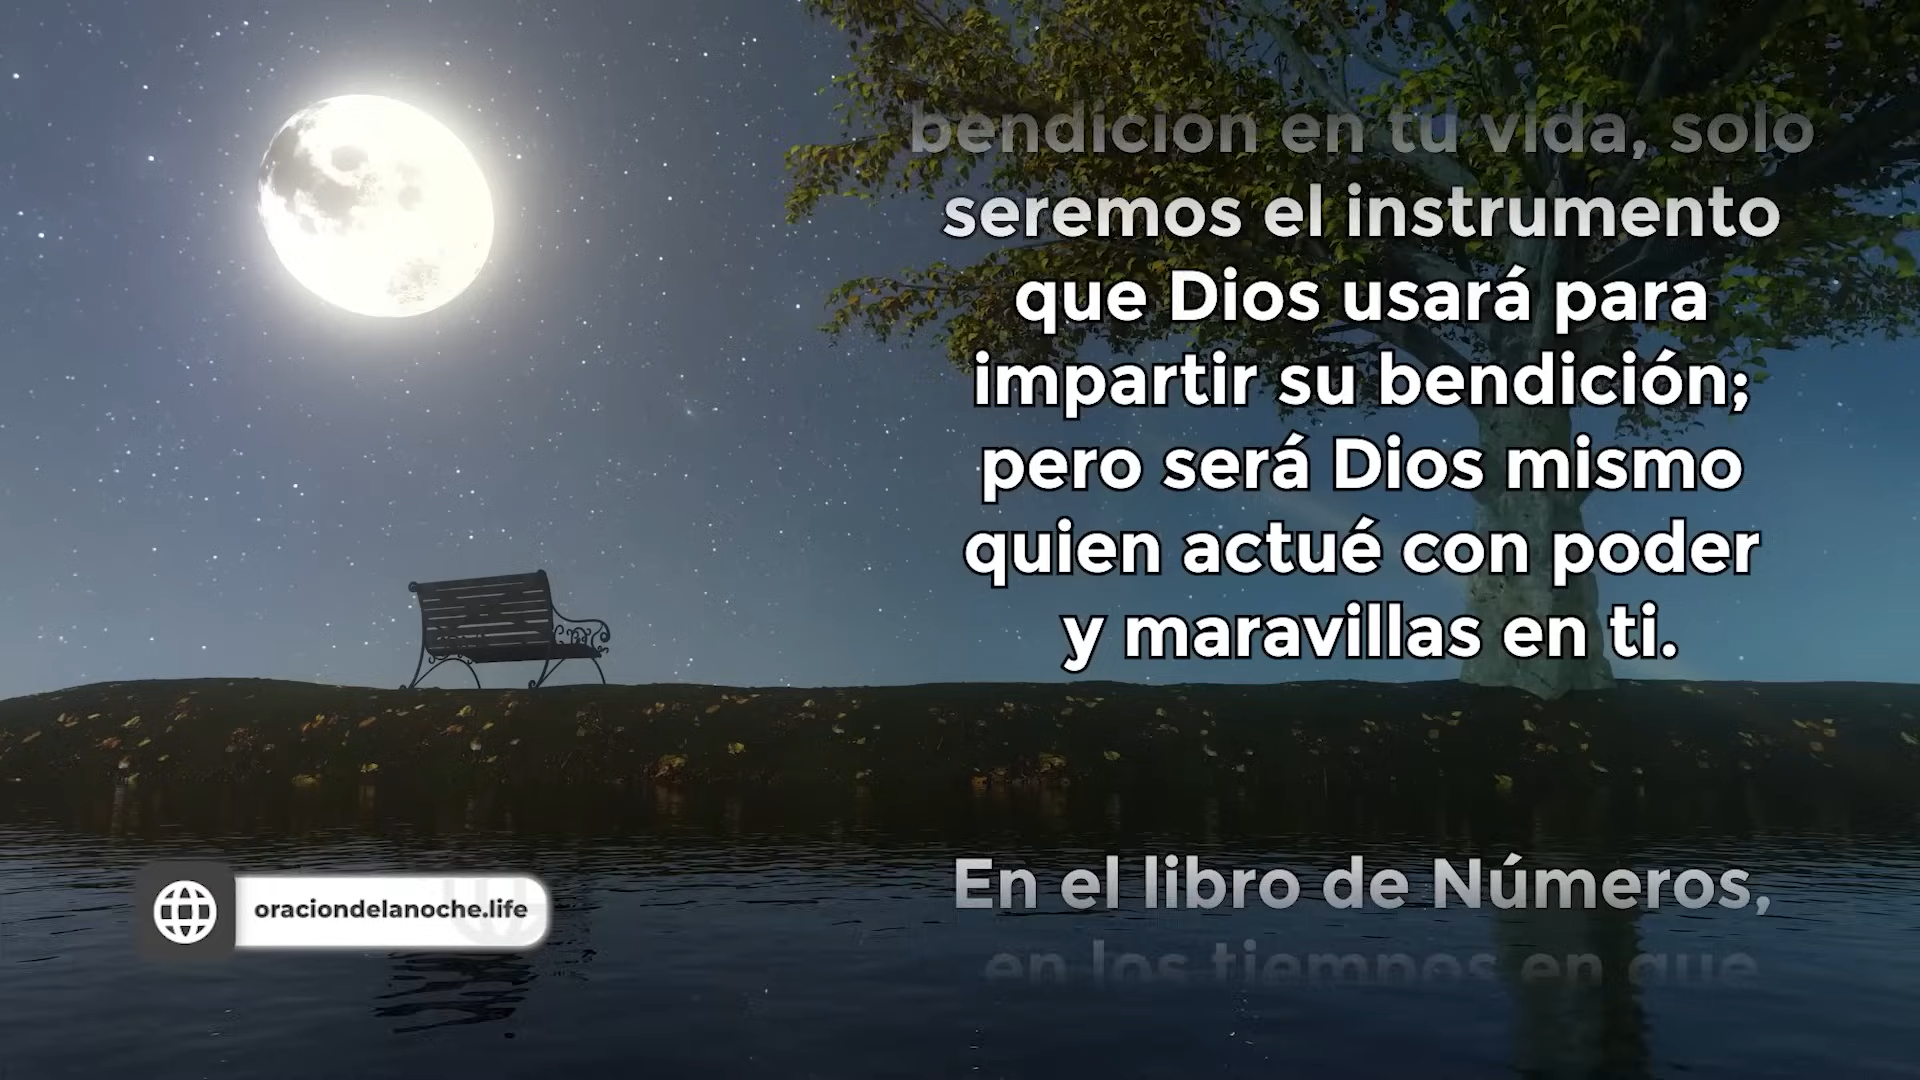 bendición en tu vida, solo
seremos el instrumento
que Dios usará para
impartir su bendición;
pero será Dios mismo
quien actué con poder
y maravillas en ti.
En el libro de Números,
en los tiempos en que
oraciondelanoche.life